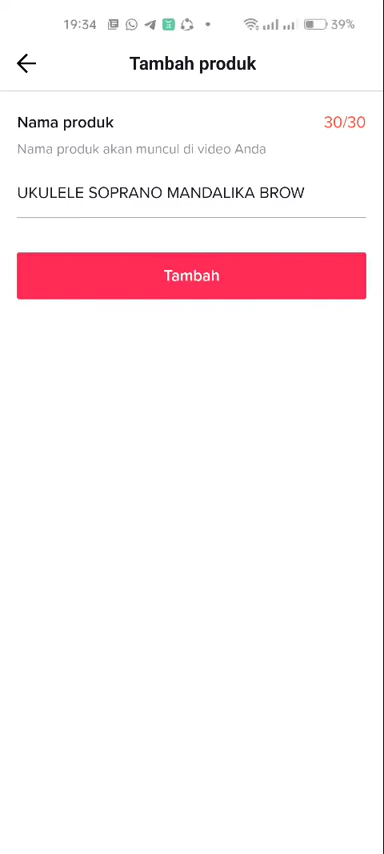 19:34
39%
Tambah produk
Nama produk 30/30
Nama produk akan muncul di video Anda
UKULELE SOPRANO MANDALIKA BROW
Tambah